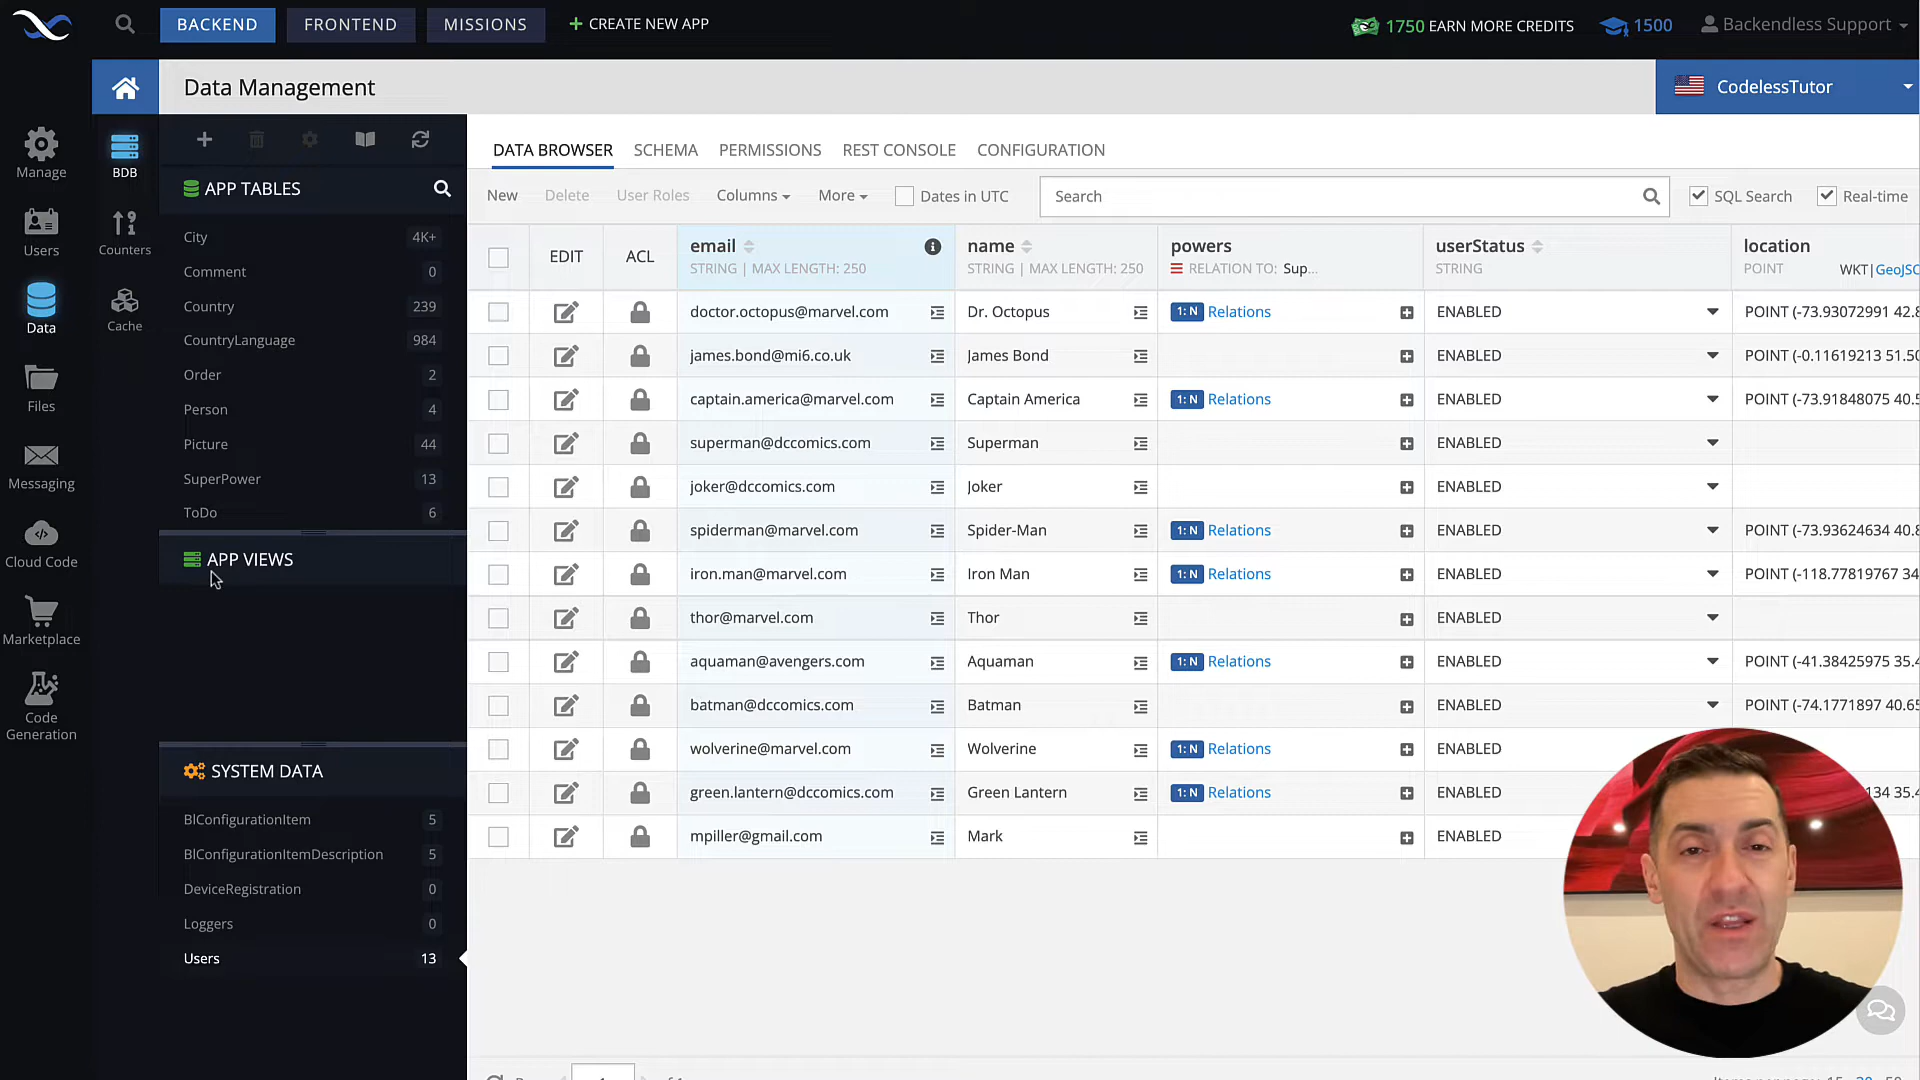 BACKEND FRONTEND MISSIONS + CREATE NEW APP 1750 EARN MORE CREDITS 1500 Backendless Support
Data Management CodelessTutor
Manage
Users
Data
Files
Messaging
Cloud Code
Marketplace
Code
Generation
BDB
Counters
Cache
APP TABLES
City 4K+
Comment 0
Country 239
CountryLanguage 984
Order 2
Person 4
Picture 44
SuperPower 13
ToDo 6
APP VIEWS
SYSTEM DATA
BlConfigurationItem 5
BlConfigurationItemDescription 5
DeviceRegistration 0
Loggers 0
Users 13
DATA BROWSER SCHEMA PERMISSIONS REST CONSOLE CONFIGURATION
New Delete User Roles Columns More Dates in UTC Search SQL Search Real-time
EDIT ACL email name powers userStatus location
STRING | MAX LENGTH: 250 STRING | MAX LENGTH: 250 RELATION TO: Sup... STRING POINT WKT|GeoJSC
doctor.octopus@marvel.com Dr. Octopus 1: N Relations ENABLED POINT (-73.93072991 42.8
james.bond@mi6.co.uk James Bond ENABLED POINT (-0.11619213 51.50
captain.america@marvel.com Captain America 1: N Relations ENABLED POINT (-73.91848075 40.5
superman@dccomics.com Superman ENABLED
joker@dccomics.com Joker ENABLED
spiderman@marvel.com Spider-Man 1: N Relations ENABLED POINT (-73.93624634 40.8
iron.man@marvel.com Iron Man 1: N Relations ENABLED POINT (-118.77819767 34
thor@marvel.com Thor ENABLED
aquaman@avengers.com Aquaman 1: N Relations ENABLED POINT (-41.38425975 35.4
batman@dccomics.com Batman ENABLED POINT (-74.1771897 40.65
wolverine@marvel.com Wolverine 1: N Relations ENABLED
green.lantern@dccomics.com Green Lantern 1: N Relations ENABLED 134 35.4
mpiller@gmail.com Mark ENABLED